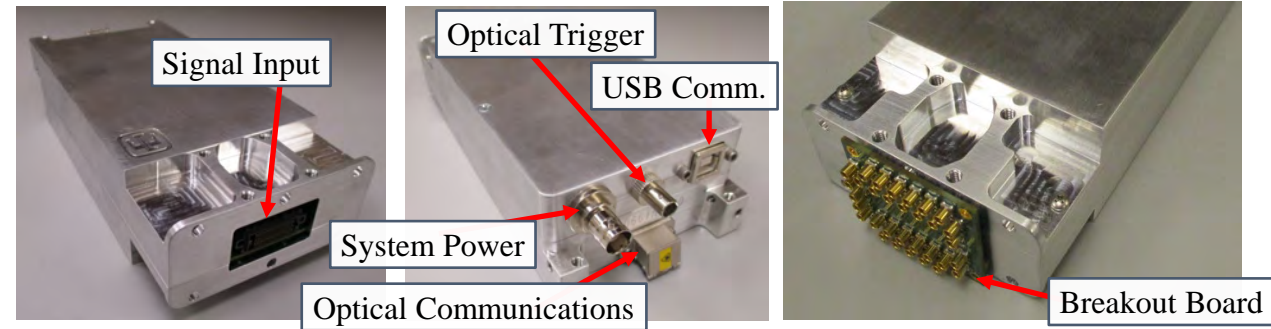 Signal Input
Optical Trigger
USB Comm.
System Power
Optical Communications
Breakout Board